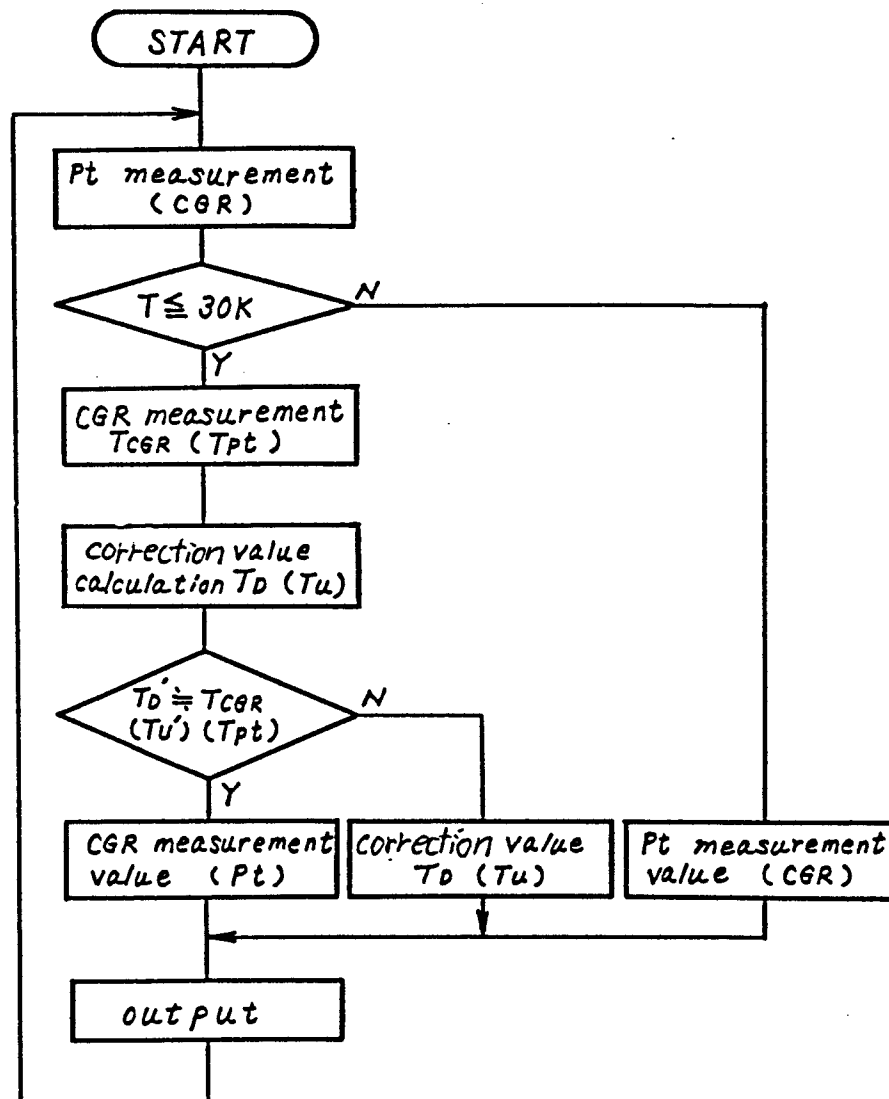 START
Pt measurement
(CGR)
T≦30K
N
Y
CGR measurement
TCGR (Tpt)
correction value
calculation TD (Tu)
TD'≒TCGR
(Tu') (Tpt)
N
Y
CGR measurement
value (Pt)
correction value
TD (Tu)
Pt measurement
value (CGR)
output